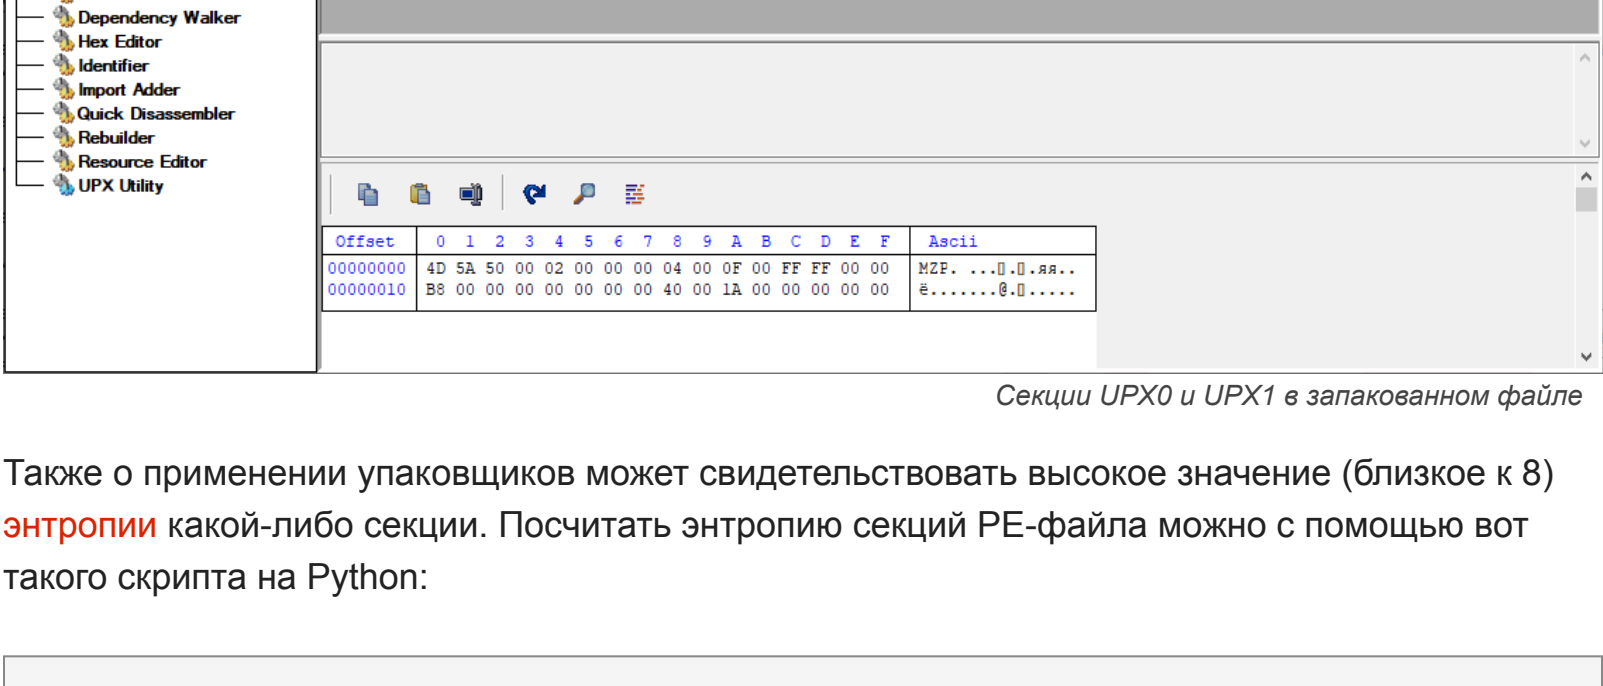 Dependency Walker
Hex Editor
Identifier
Import Adder
Quick Disassembler
Rebuilder
Resource Editor
UPX Utility
Offset 0 1 2 3 4 5 6 7 8 9 A B C D E F Ascii
00000000 4D 5A 50 00 02 00 00 00 04 00 0F 00 FF FF 00 00 MZP. ...▯.▯.яя..
00000010 B8 00 00 00 00 00 00 00 40 00 1A 00 00 00 00 00 ё.......@.▯.....
Секции UPX0 и UPX1 в запакованном файле
Также о применении упаковщиков может свидетельствовать высокое значение (близкое к 8)
энтропии какой-либо секции. Посчитать энтропию секций PE-файла можно с помощью вот
такого скрипта на Python: